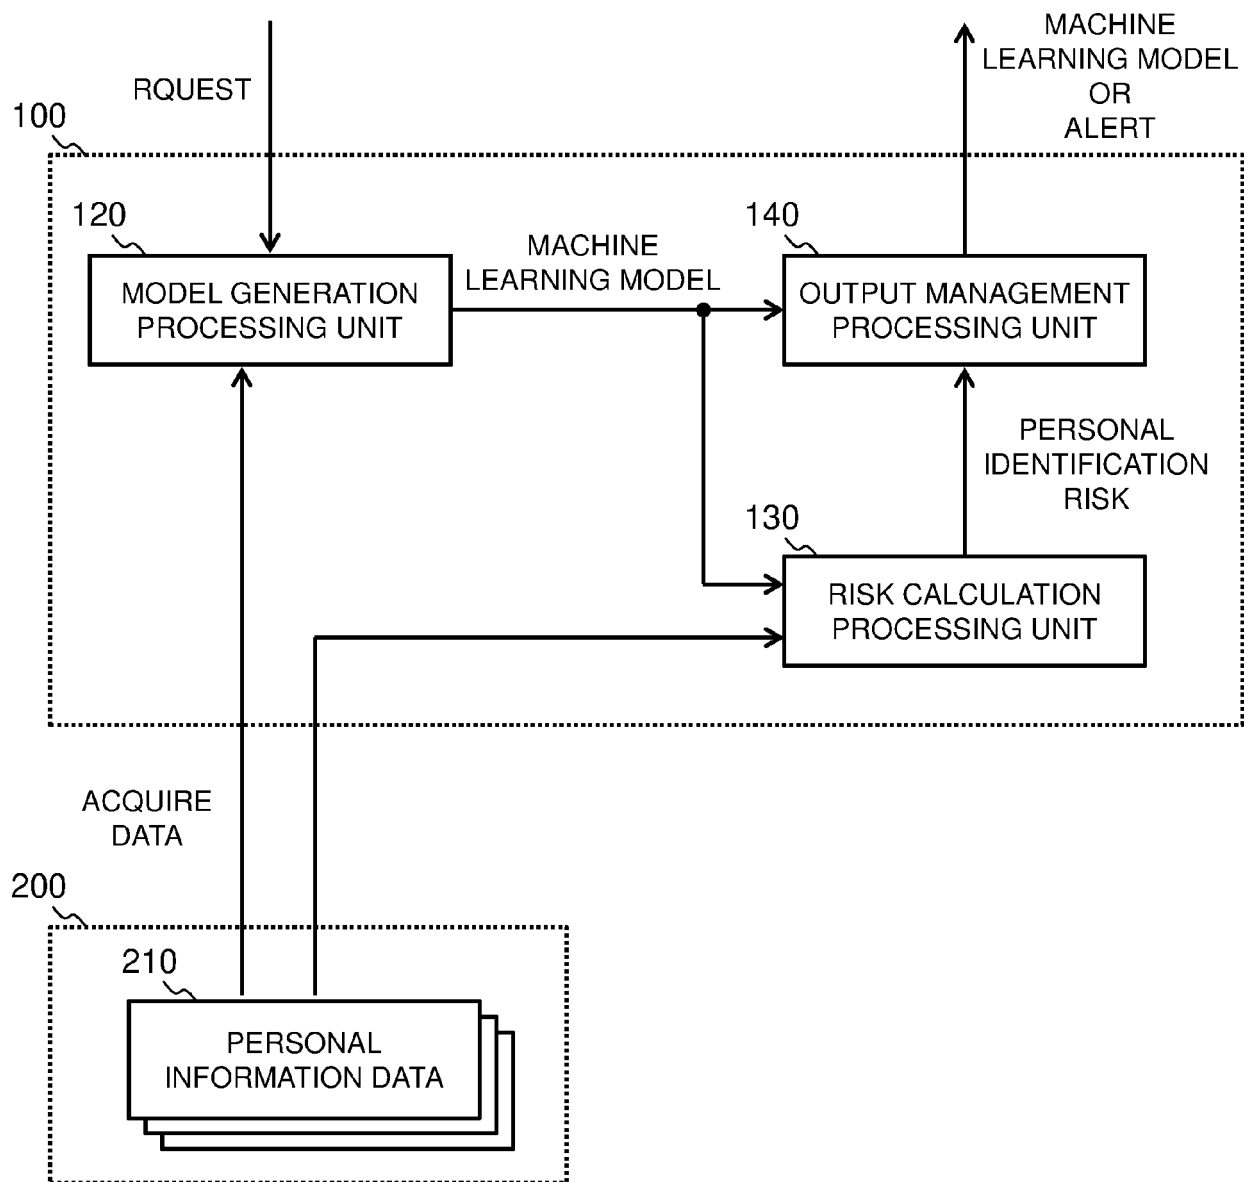 MACHINE
LEARNING MODEL
OR
ALERT
RQUEST
100
120
MODEL GENERATION
PROCESSING UNIT
MACHINE
LEARNING MODEL
140
OUTPUT MANAGEMENT
PROCESSING UNIT
PERSONAL
IDENTIFICATION
RISK
130
RISK CALCULATION
PROCESSING UNIT
ACQUIRE
DATA
200
210
PERSONAL
INFORMATION DATA